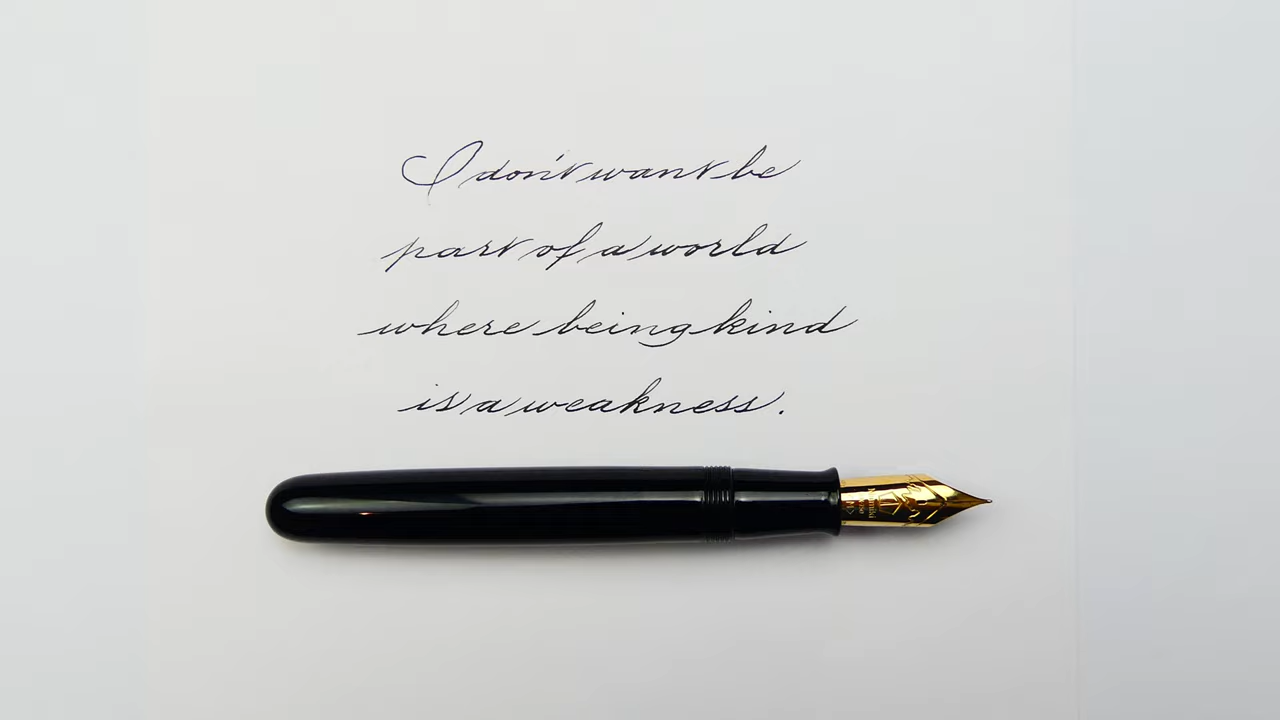 I don't want be
part of a world
where being kind
is a weakness.